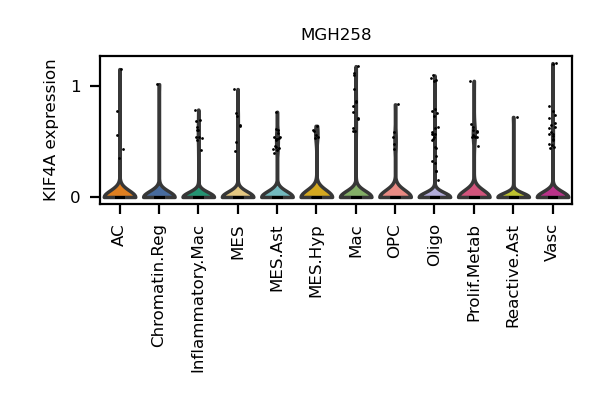 MGH258
KIF4A expression
1
0
AC
Chromatin.Reg
Inflammatory.Mac
MES
MES.Ast
MES.Hyp
Mac
OPC
Oligo
Prolif.Metab
Reactive.Ast
Vasc